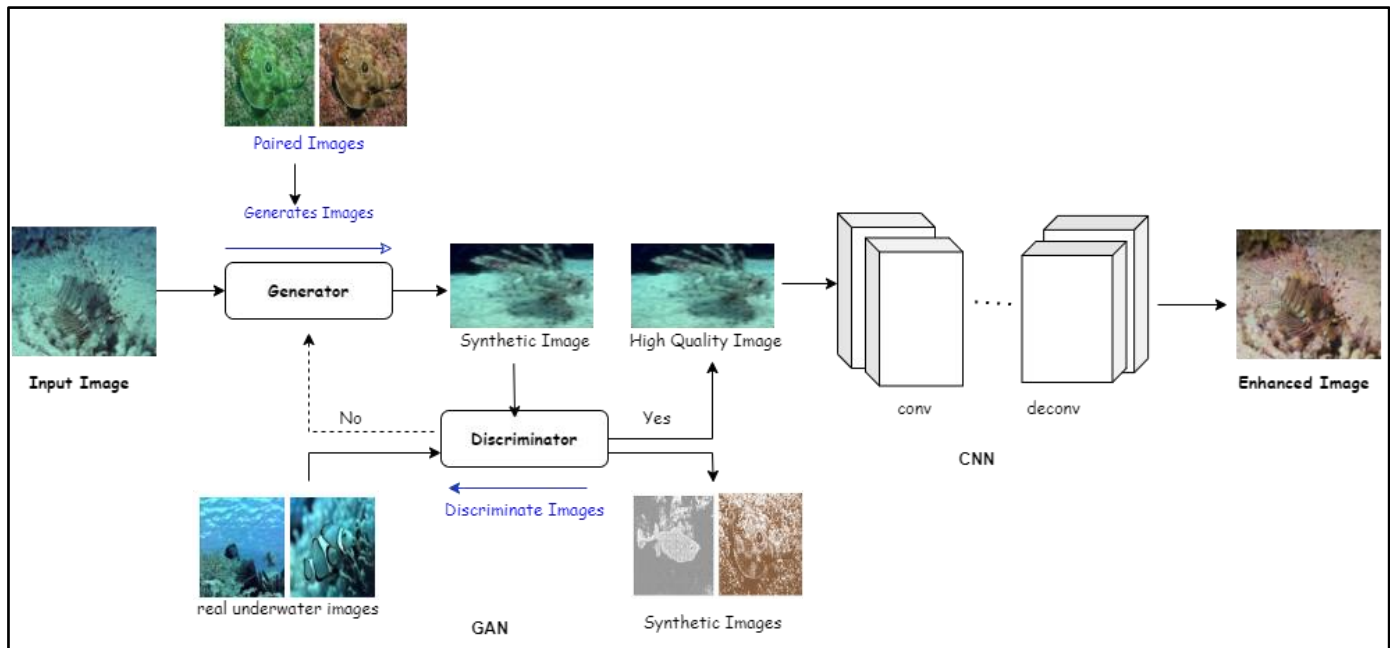 Paired Images
Generates Images
Generator
Input Image
Synthetic Image
High Quality Image
Enhanced Image
No
Yes
Discriminator
Discriminate Images
real underwater images
Synthetic Images
GAN
conv
deconv
CNN